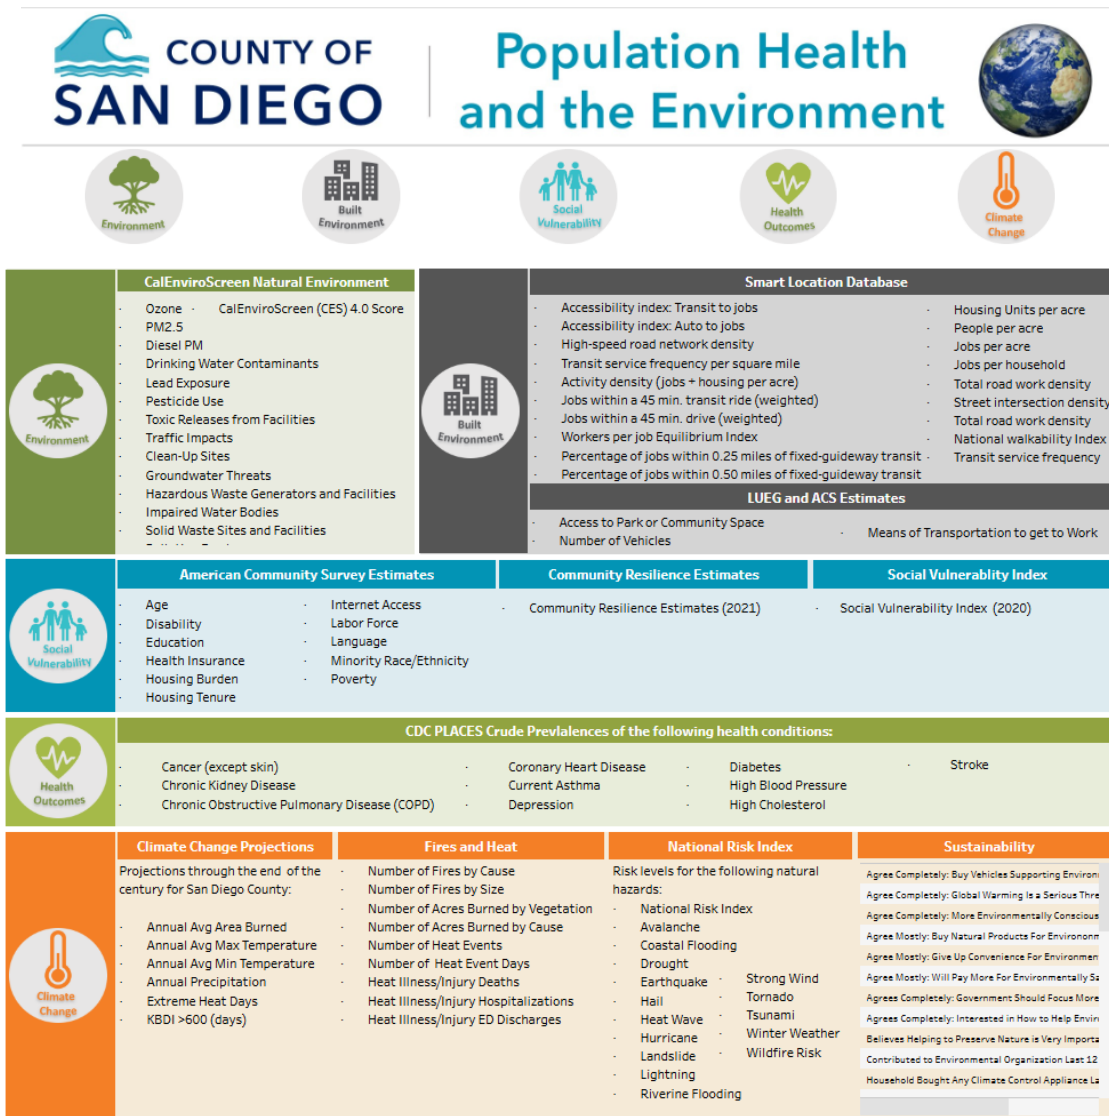 COUNTY OF
SAN DIEGO
Population Health
and the Environment
Environment
Built
Environment
Social
Vulnerability
Health
Outcomes
Climate
Change
Environment
CalEnviroScreen Natural Environment
· Ozone · CalEnviroScreen (CES) 4.0 Score
· PM2.5
· Diesel PM
· Drinking Water Contaminants
· Lead Exposure
· Pesticide Use
· Toxic Releases from Facilities
· Traffic Impacts
· Clean-Up Sites
· Groundwater Threats
· Hazardous Waste Generators and Facilities
· Impaired Water Bodies
· Solid Waste Sites and Facilities
Built
Environment
Smart Location Database
· Accessibility index: Transit to jobs
· Accessibility index: Auto to jobs
· High-speed road network density
· Transit service frequency per square mile
· Activity density (jobs + housing per acre)
· Jobs within a 45 min. transit ride (weighted)
· Jobs within a 45 min. drive (weighted)
· Workers per job Equilibrium Index
· Percentage of jobs within 0.25 miles of fixed-guideway transit
· Percentage of jobs within 0.50 miles of fixed-guideway transit
· Housing Units per acre
· People per acre
· Jobs per acre
· Jobs per household
· Total road work density
· Street intersection density
· Total road work density
· National walkability Index
· Transit service frequency
LUEG and ACS Estimates
· Access to Park or Community Space
· Number of Vehicles
· Means of Transportation to get to Work
Social
Vulnerability
American Community Survey Estimates
· Age
· Disability
· Education
· Health Insurance
· Housing Burden
· Housing Tenure
· Internet Access
· Labor Force
· Language
· Minority Race/Ethnicity
· Poverty
Community Resilience Estimates
· Community Resilience Estimates (2021)
Social Vulnerablity Index
· Social Vulnerability Index (2020)
Health
Outcomes
CDC PLACES Crude Prevlalences of the following health conditions:
· Cancer (except skin)
· Chronic Kidney Disease
· Chronic Obstructive Pulmonary Disease (COPD)
· Coronary Heart Disease
· Current Asthma
· Depression
· Diabetes
· High Blood Pressure
· High Cholesterol
· Stroke
Climate
Change
Climate Change Projections
Projections through the end of the
century for San Diego County:
· Annual Avg Area Burned
· Annual Avg Max Temperature
· Annual Avg Min Temperature
· Annual Precipitation
· Extreme Heat Days
· KBDI >600 (days)
Fires and Heat
· Number of Fires by Cause
· Number of Fires by Size
· Number of Acres Burned by Vegetation
· Number of Acres Burned by Cause
· Number of Heat Events
· Number of Heat Event Days
· Heat Illness/Injury Deaths
· Heat Illness/Injury Hospitalizations
· Heat Illness/Injury ED Discharges
National Risk Index
Risk levels for the following natural
hazards:
· National Risk Index
· Avalanche
· Coastal Flooding
· Drought
· Earthquake
· Hail
· Heat Wave
· Hurricane
· Landslide
· Lightning
· Riverine Flooding
· Strong Wind
· Tornado
· Tsunami
· Winter Weather
· Wildfire Risk
Sustainability
Agree Completely: Buy Vehicles Supporting Environ
Agree Completely: Global Warming Is a Serious Thre
Agree Completely: More Environmentally Conscious
Agree Mostly: Buy Natural Products For Environonm
Agree Mostly: Give Up Convenience For Environmen
Agree Mostly: Will Pay More For Environmentally Sa
Agrees Completely: Government Should Focus More
Agrees Completely: Interested in How to Help Envir
Believes Helping to Preserve Nature is Very Importa
Contributed to Environmental Organization Last 12
Household Bought Any Climate Control Appliance La